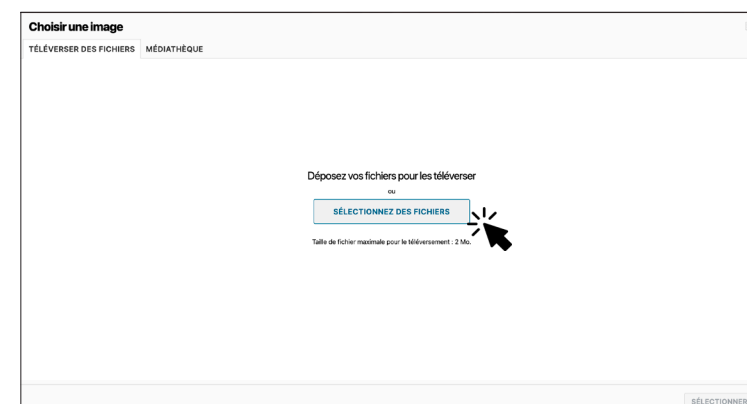 Choisir une image
TÉLÉVERSER DES FICHIERS MÉDIATHÈQUE
Déposez vos fichiers pour les téléverser
ou
SÉLECTIONNEZ DES FICHIERS
Taille de fichier maximale pour le téléversement : 2 Mo.
SÉLECTIONNER